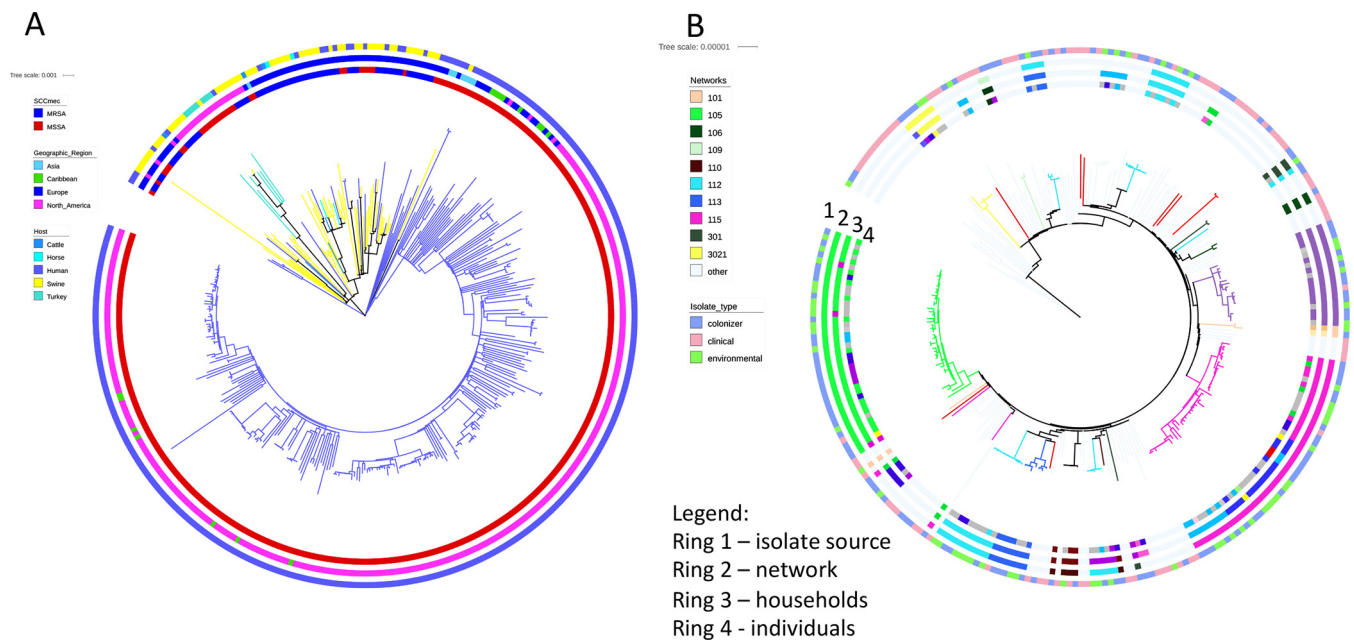 A
Tree scale: 0.001
SCCmec
MRSA
MSSA
Geographic_Region
Asia
Caribbean
Europe
North_America
Host
Cattle
Horse
Human
Swine
Turkey
B
Tree scale: 0.00001
Networks
101
105
106
109
110
112
113
115
301
3021
other
Isolate_type
colonizer
clinical
environmental
1
2
3
4
Legend:
Ring 1 – isolate source
Ring 2 – network
Ring 3 – households
Ring 4 - individuals